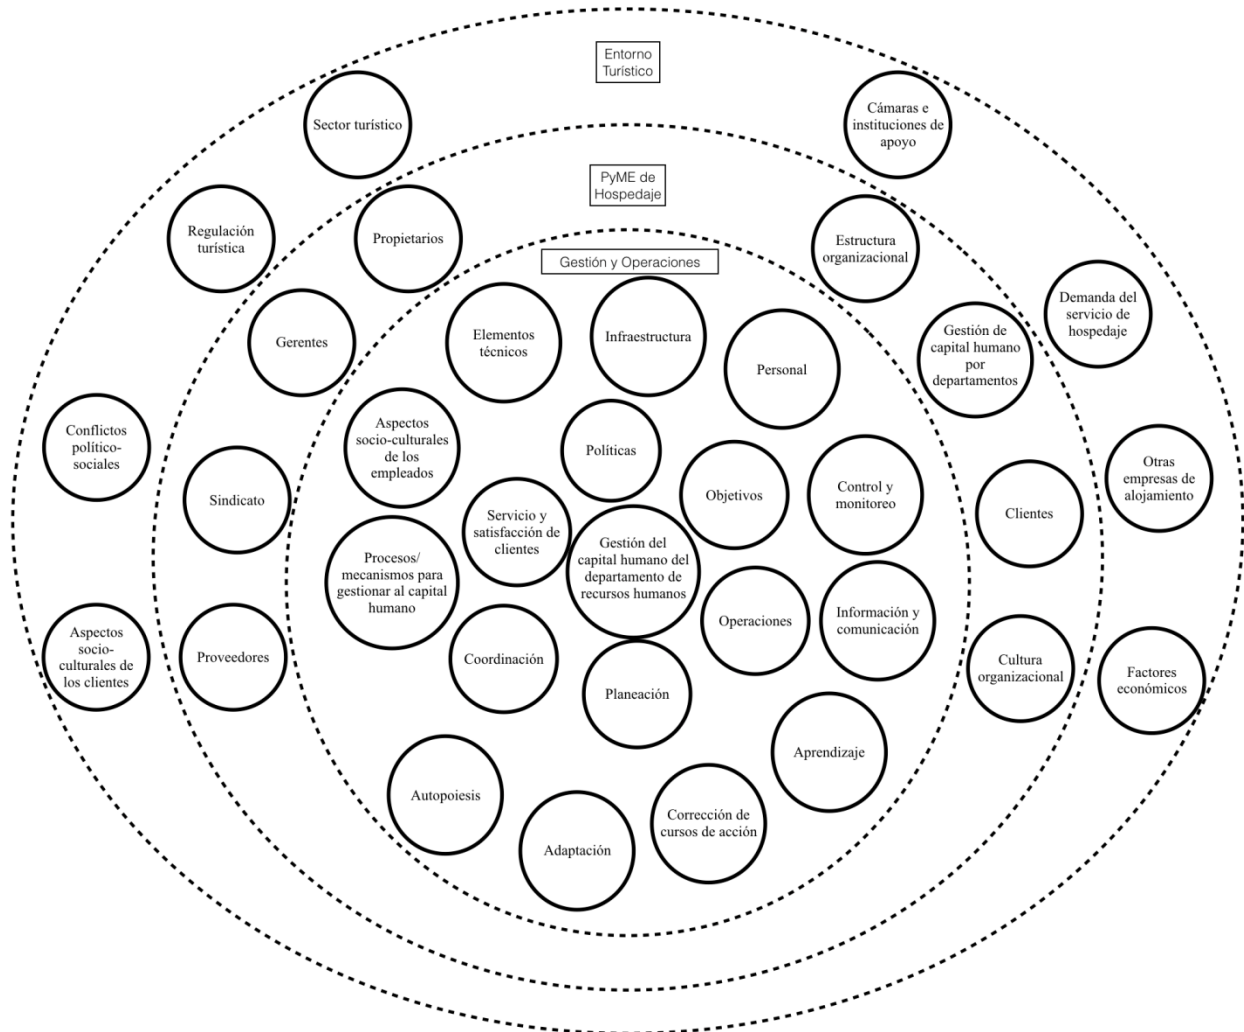 Entorno
Turístico
Sector turístico
Cámaras e
instituciones de
apoyo
PyME de
Hospedaje
Regulación
turística
Propietarios
Estructura
organizacional
Gestión y Operaciones
Demanda del
servicio de
hospedaje
Gerentes
Elementos
técnicos
Infraestructura
Personal
Gestión de
capital humano
por
departamentos
Conflictos
político-
sociales
Aspectos
socio-culturales
de los
empleados
Políticas
Otras
empresas de
alojamiento
Sindicato
Objetivos
Control y
monitoreo
Clientes
Servicio y
satisfacción de
clientes
Procesos/
mecanismos para
gestionar al capital
humano
Gestión del
capital humano del
departamento de
recursos humanos
Operaciones
Información y
comunicación
Aspectos
socio-
culturales de
los clientes
Proveedores
Coordinación
Planeación
Cultura
organizacional
Factores
económicos
Aprendizaje
Autopoiesis
Adaptación
Corrección de
cursos de acción